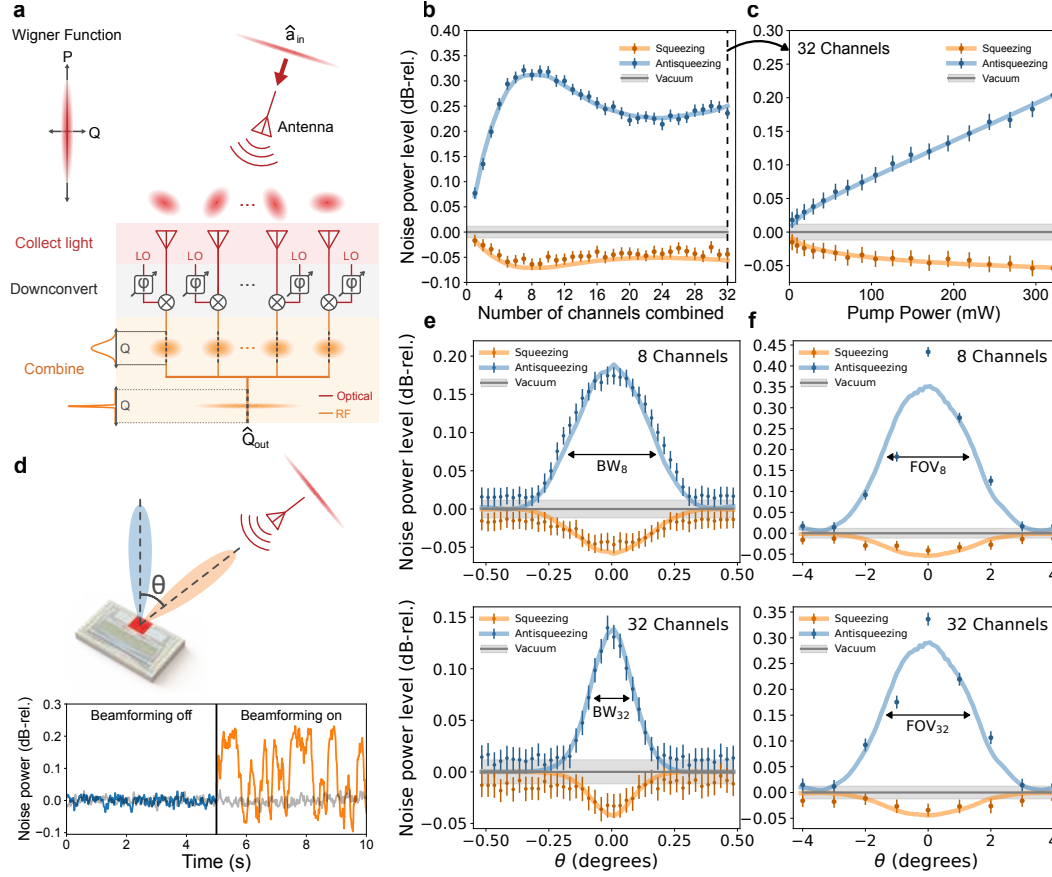 a
Wigner Function
P
Q
â in
Antenna
...
Collect light
LO
LO
LO
LO
Downconvert
φ
φ
...
φ
φ
Combine
Q
...
Q
Optical
RF
Q̂out
b
Noise power level (dB-rel.)
0.40
0.30
0.20
0.10
0.00
−0.05
−0.10
Squeezing
Antisqueezing
Vacuum
0 4 8 12 16 20 24 28 32
Number of channels combined
c
32 Channels
0.30
0.25
0.20
0.15
0.10
0.05
0.00
−0.05
Squeezing
Antisqueezing
Vacuum
0 100 200 300
Pump Power (mW)
d
θ
Noise power (dB-rel.)
0.3
0.2
0.1
0.0
−0.1
Beamforming off
Beamforming on
0 2 4 6 8 10
Time (s)
e
Noise power level (dB-rel.)
0.20
0.15
0.10
0.05
0.00
−0.05
Squeezing
Antisqueezing
Vacuum
8 Channels
BW8
−0.50 −0.25 0.00 0.25 0.50
Noise power level (dB-rel.)
0.15
0.10
0.05
0.00
−0.05
Squeezing
Antisqueezing
Vacuum
32 Channels
BW32
−0.50 −0.25 0.00 0.25 0.50
θ (degrees)
f
0.45
0.40
0.35
0.30
0.25
0.20
0.15
0.10
0.05
0.00
−0.05
Squeezing
Antisqueezing
Vacuum
8 Channels
FOV8
−4 −2 0 2 4
0.35
0.30
0.25
0.20
0.15
0.10
0.05
0.00
−0.05
Squeezing
Antisqueezing
Vacuum
32 Channels
FOV32
−4 −2 0 2 4
θ (degrees)